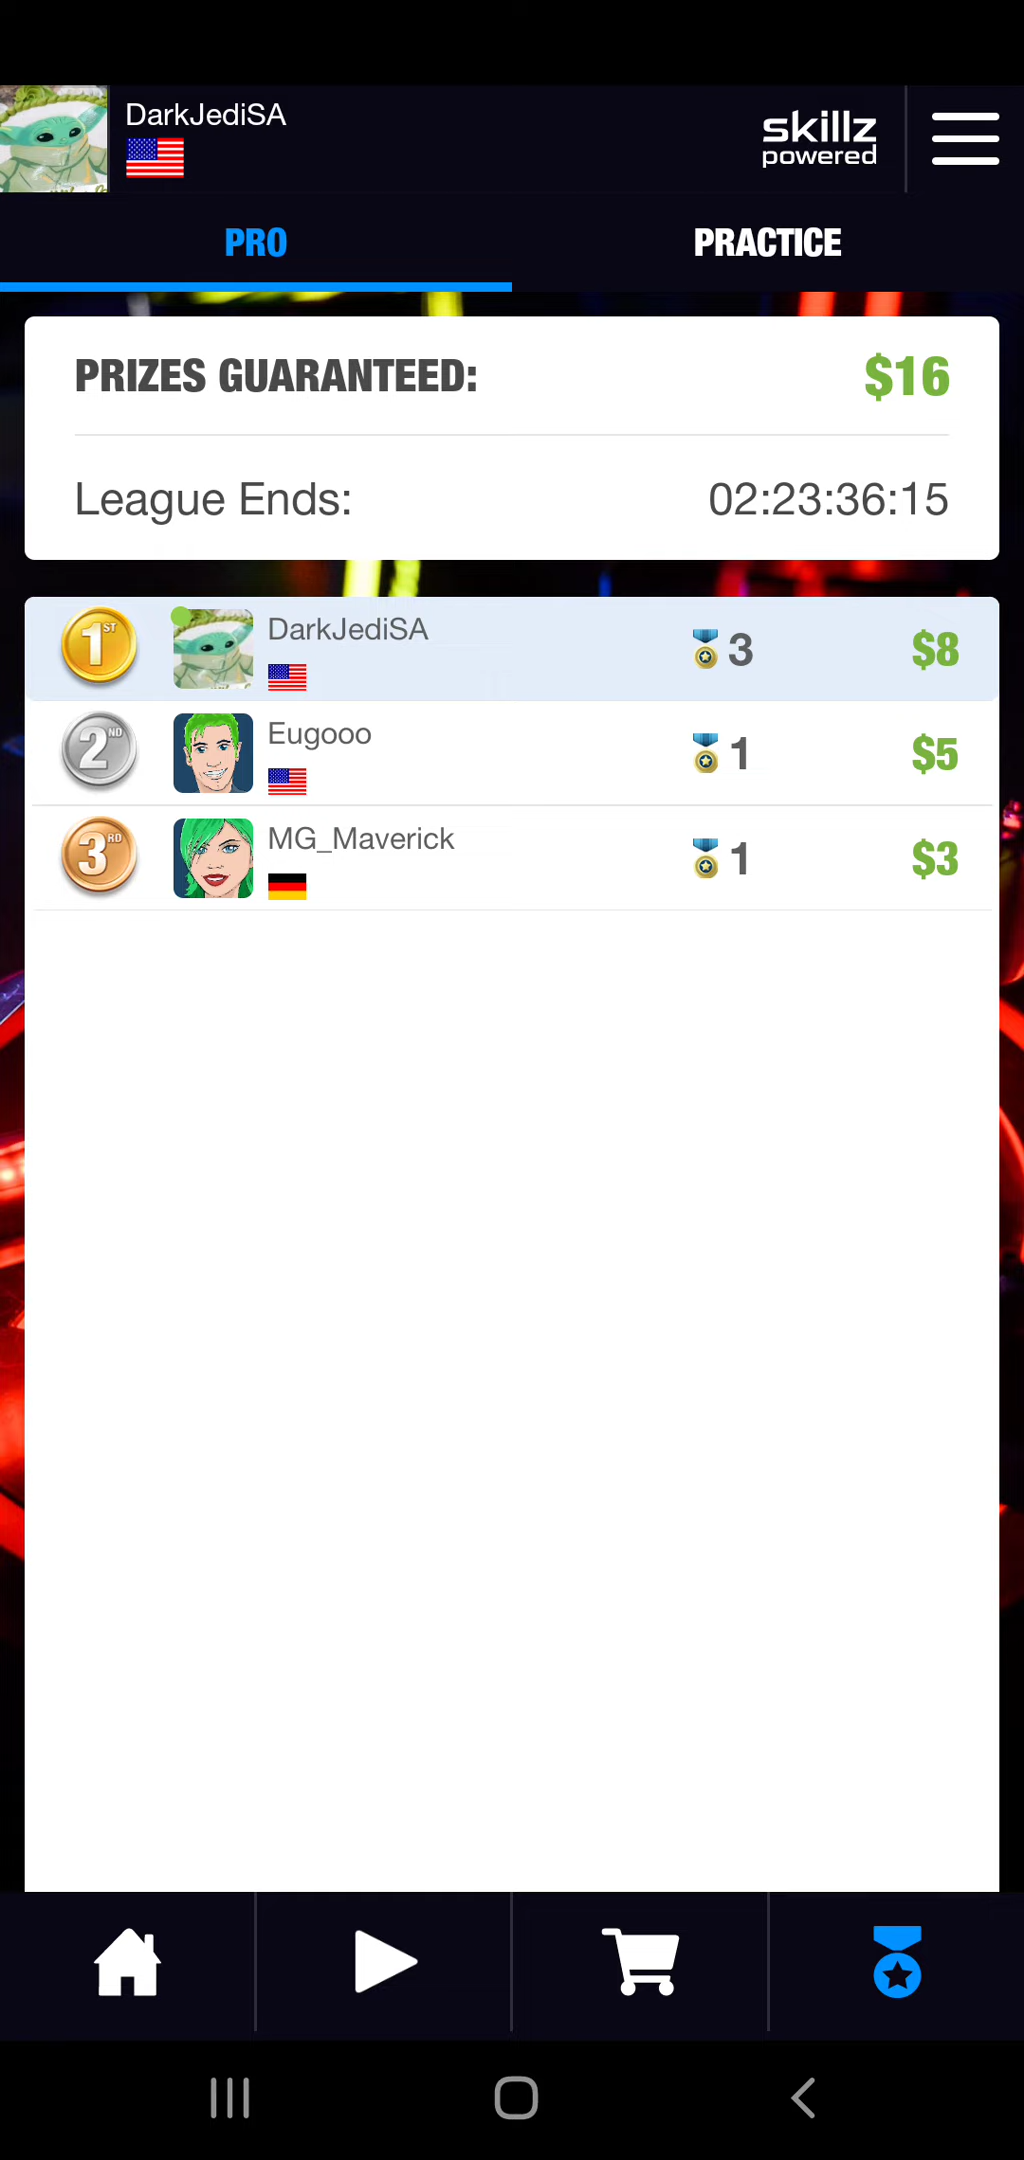 DarkJediSA
skillz
powered
PRO
PRACTICE
PRIZES GUARANTEED: $16
League Ends: 02:23:36:15
1ST DarkJediSA 3 $8
2ND Eugooo 1 $5
3RD MG_Maverick 1 $3